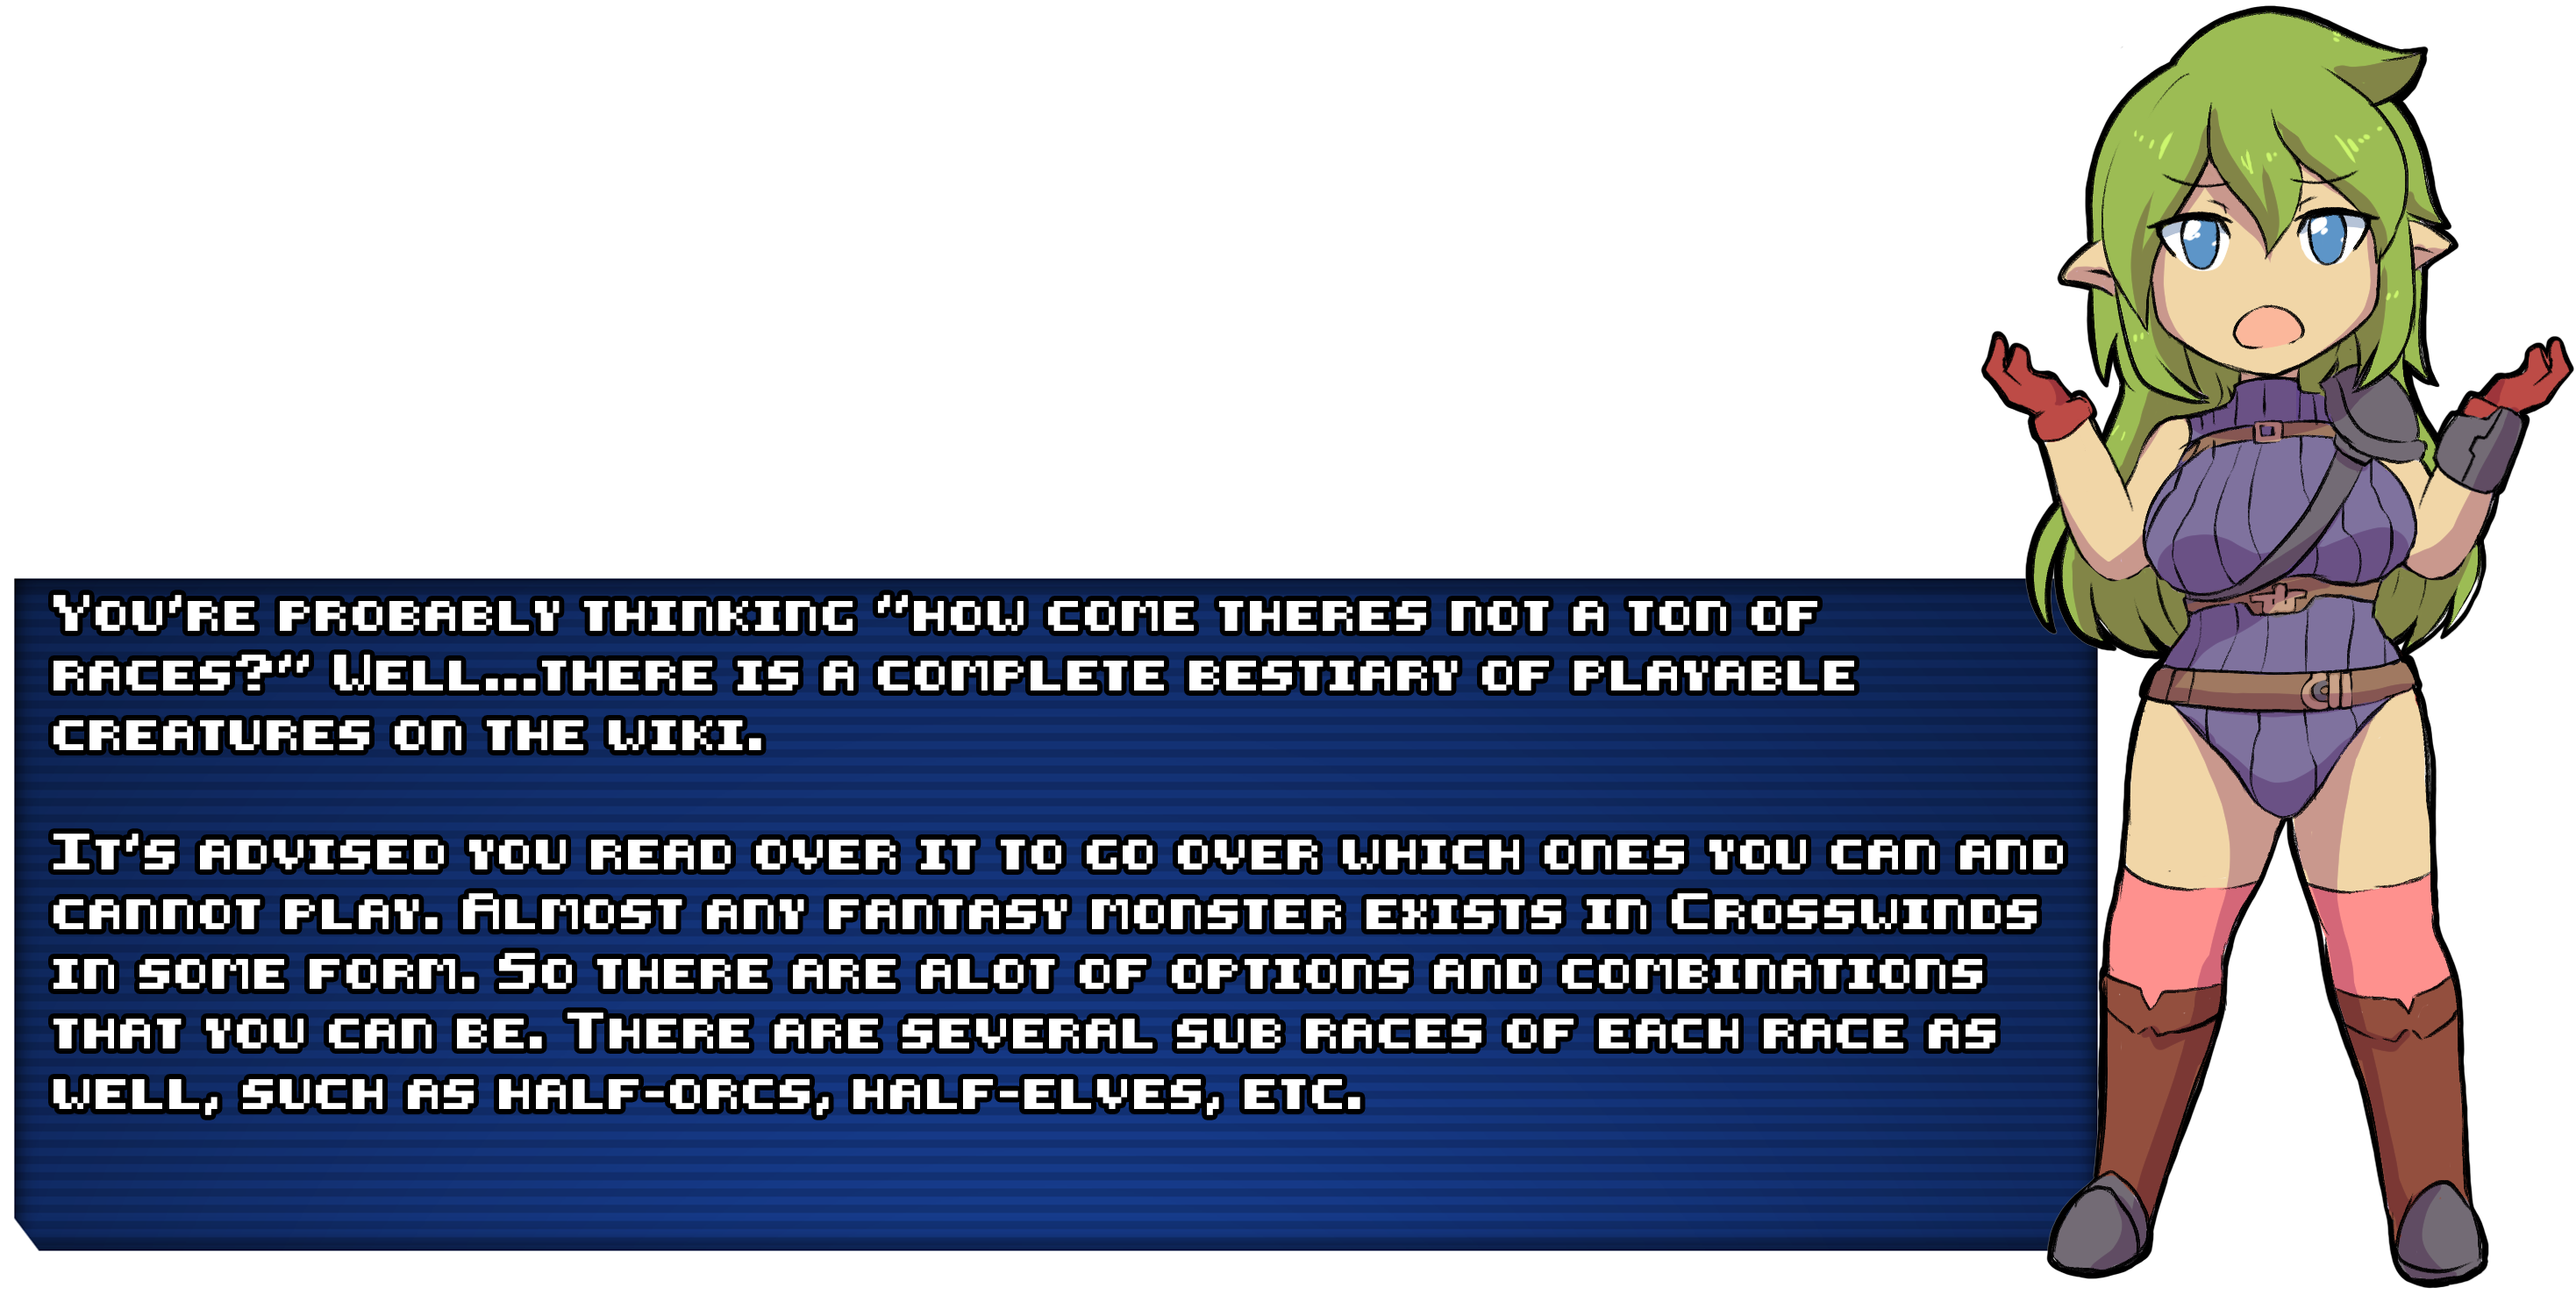 You're probably thinking "how come theres not a ton of
races?" Well...there is a complete bestiary of playable
creatures on the wiki.
It's advised you read over it to go over which ones you can and
cannot play. Almost any fantasy monster exists in Crosswinds
in some form. So there are alot of options and combinations
that you can be. There are several sub races of each race as
well, such as half-orcs, half-elves, etc.